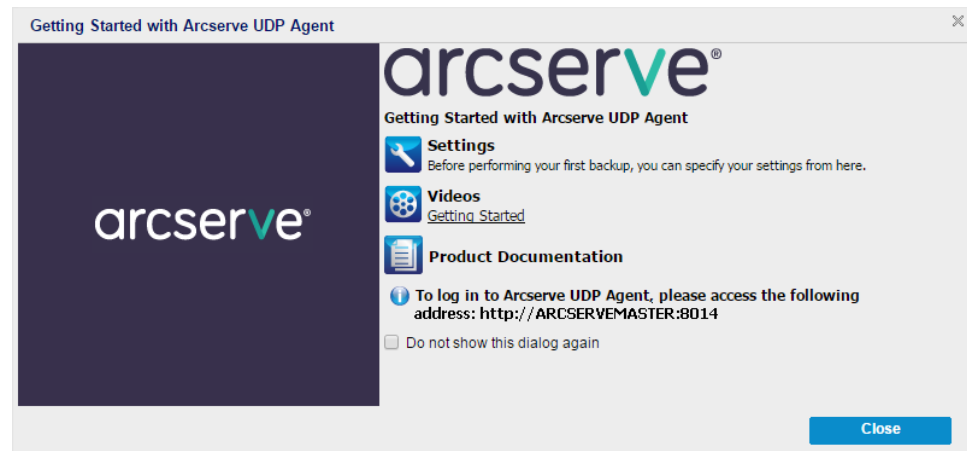 Getting Started with Arcserve UDP Agent
arcserve®
arcserve®
Getting Started with Arcserve UDP Agent
Settings
Before performing your first backup, you can specify your settings from here.
Videos
Getting Started
Product Documentation
To log in to Arcserve UDP Agent, please access the following
address: http://ARCSERVEMASTER:8014
Do not show this dialog again
Close